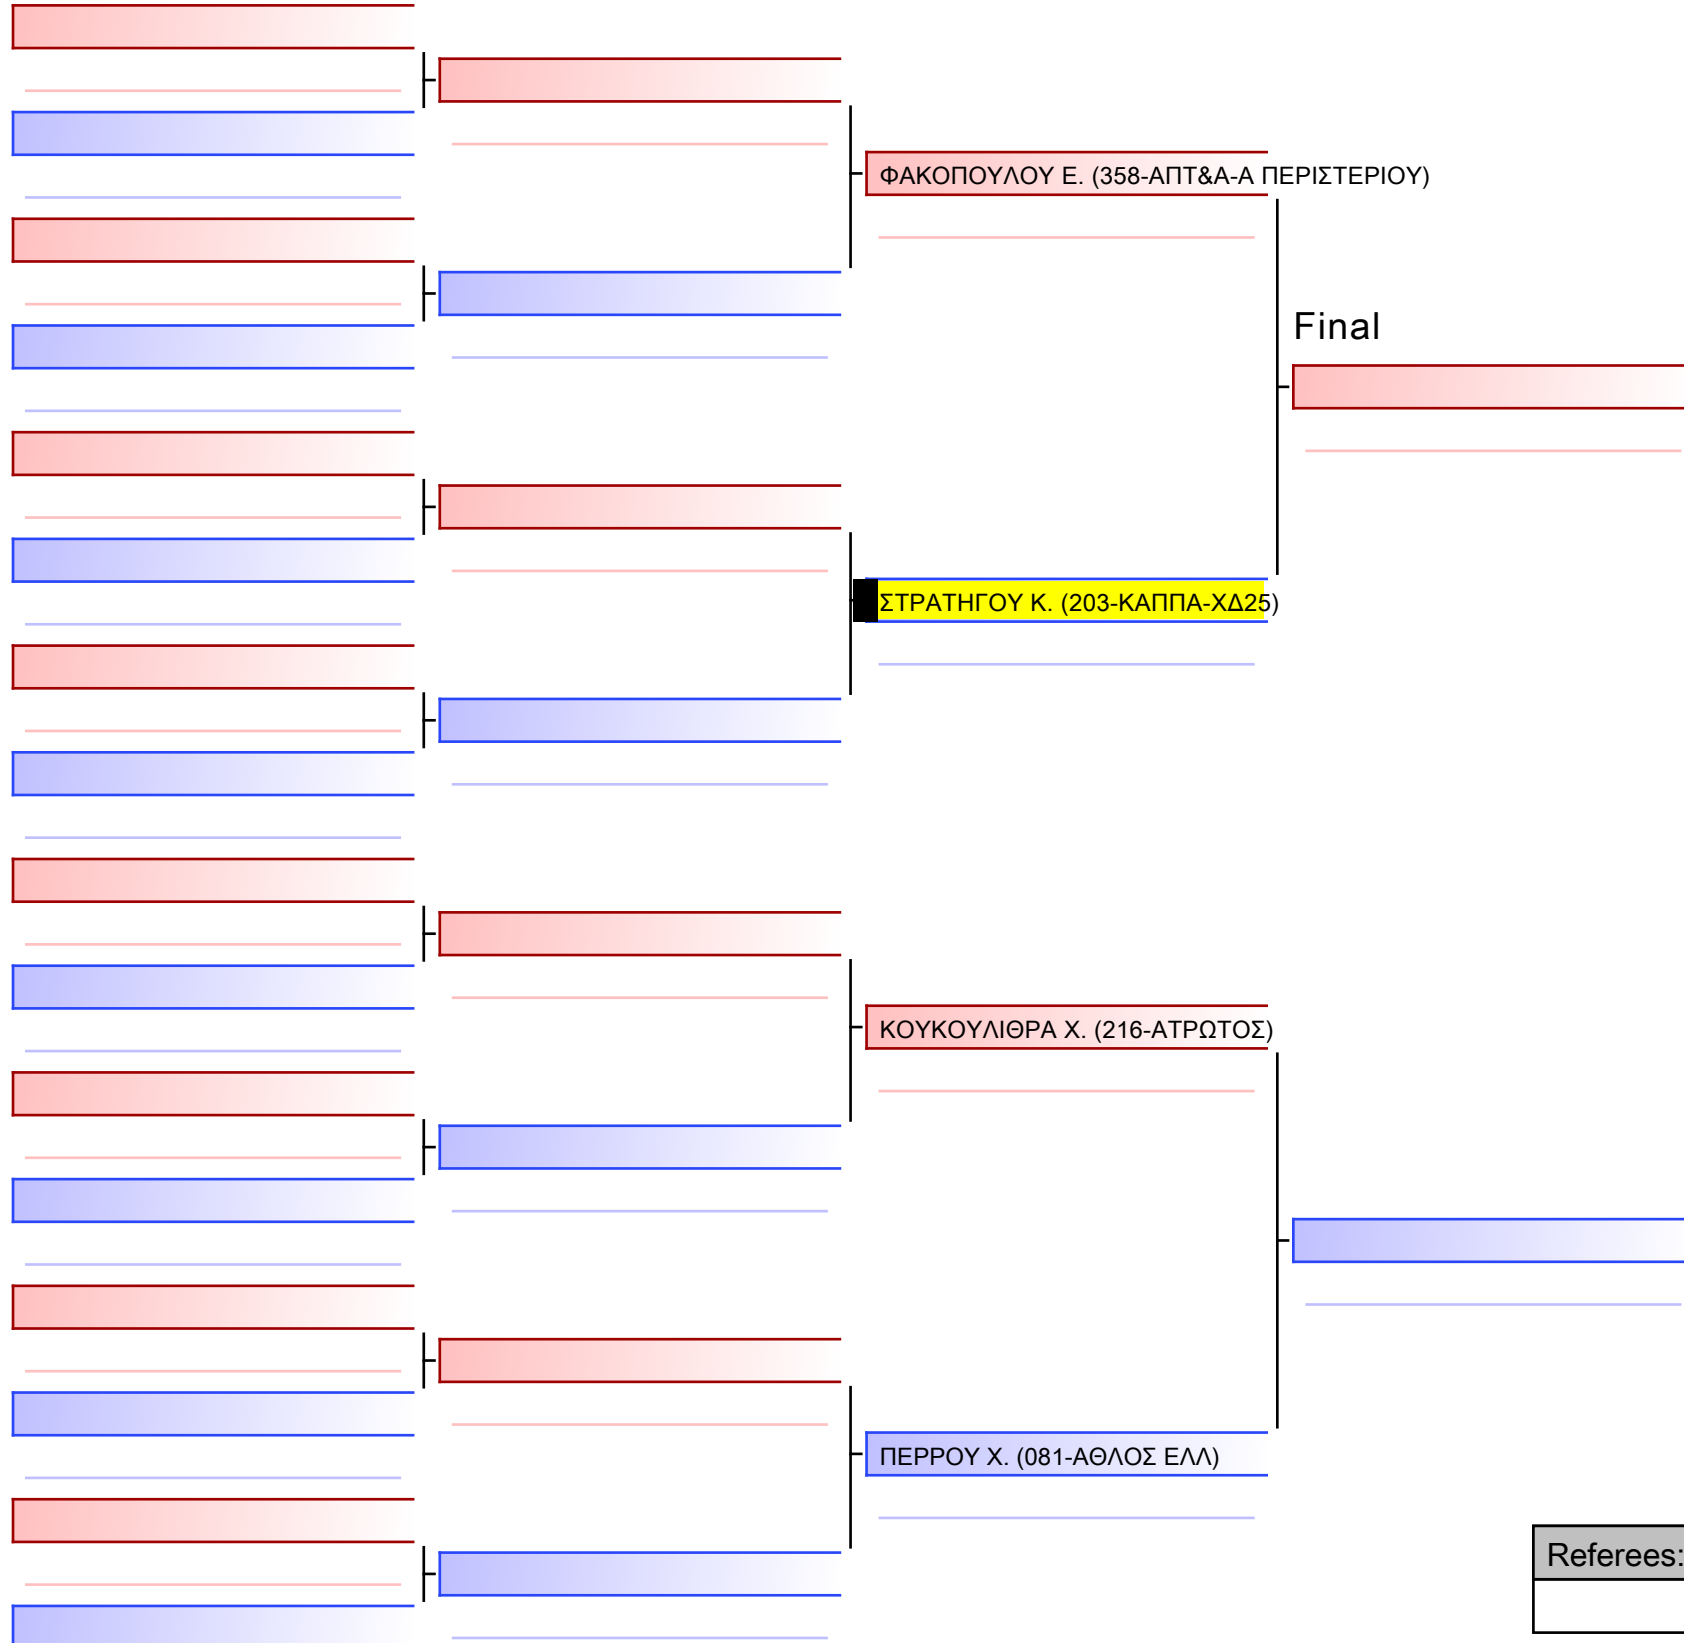 ΦΑΚΟΠΟΥΛΟΥ Ε. (358-ΑΠΤ&Α-Α ΠΕΡΙΣΤΕΡΙΟΥ)
Final
ΣΤΡΑΤΗΓΟΥ Κ. (203-ΚΑΠΠΑ-ΧΔ25)
ΚΟΥΚΟΥΛΙΘΡΑ Χ. (216-ΑΤΡΩΤΟΣ)
ΠΕΡΡΟΥ Χ. (081-ΑΘΛΟΣ ΕΛΛ)
Referees: